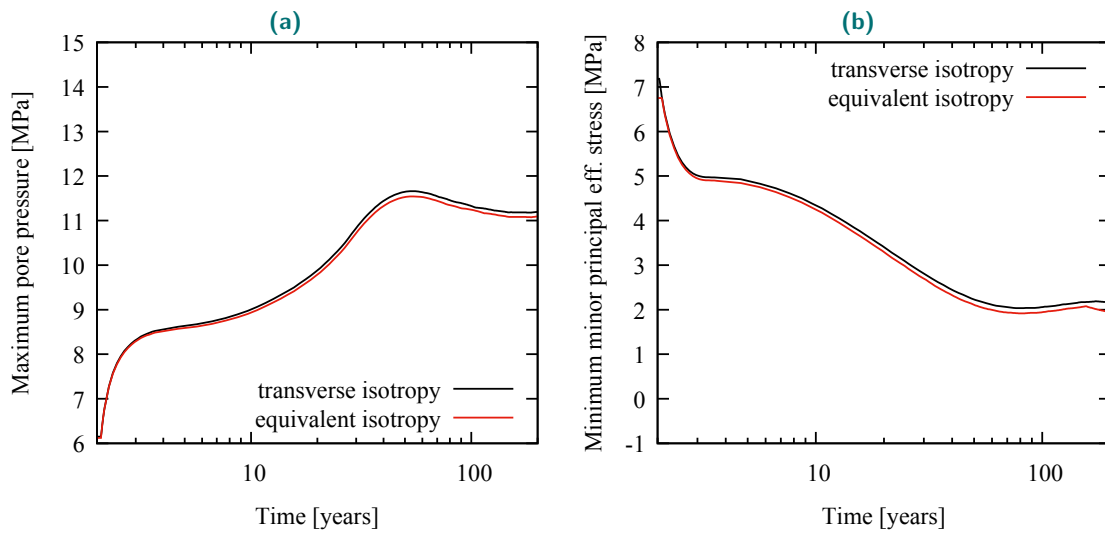 (a)
Maximum pore pressure [MPa]
15
14
13
12
11
10
9
8
7
6
transverse isotropy
equivalent isotropy
10
100
Time [years]
(b)
Minimum minor principal eff. stress [MPa]
8
7
6
5
4
3
2
1
0
-1
transverse isotropy
equivalent isotropy
10
100
Time [years]